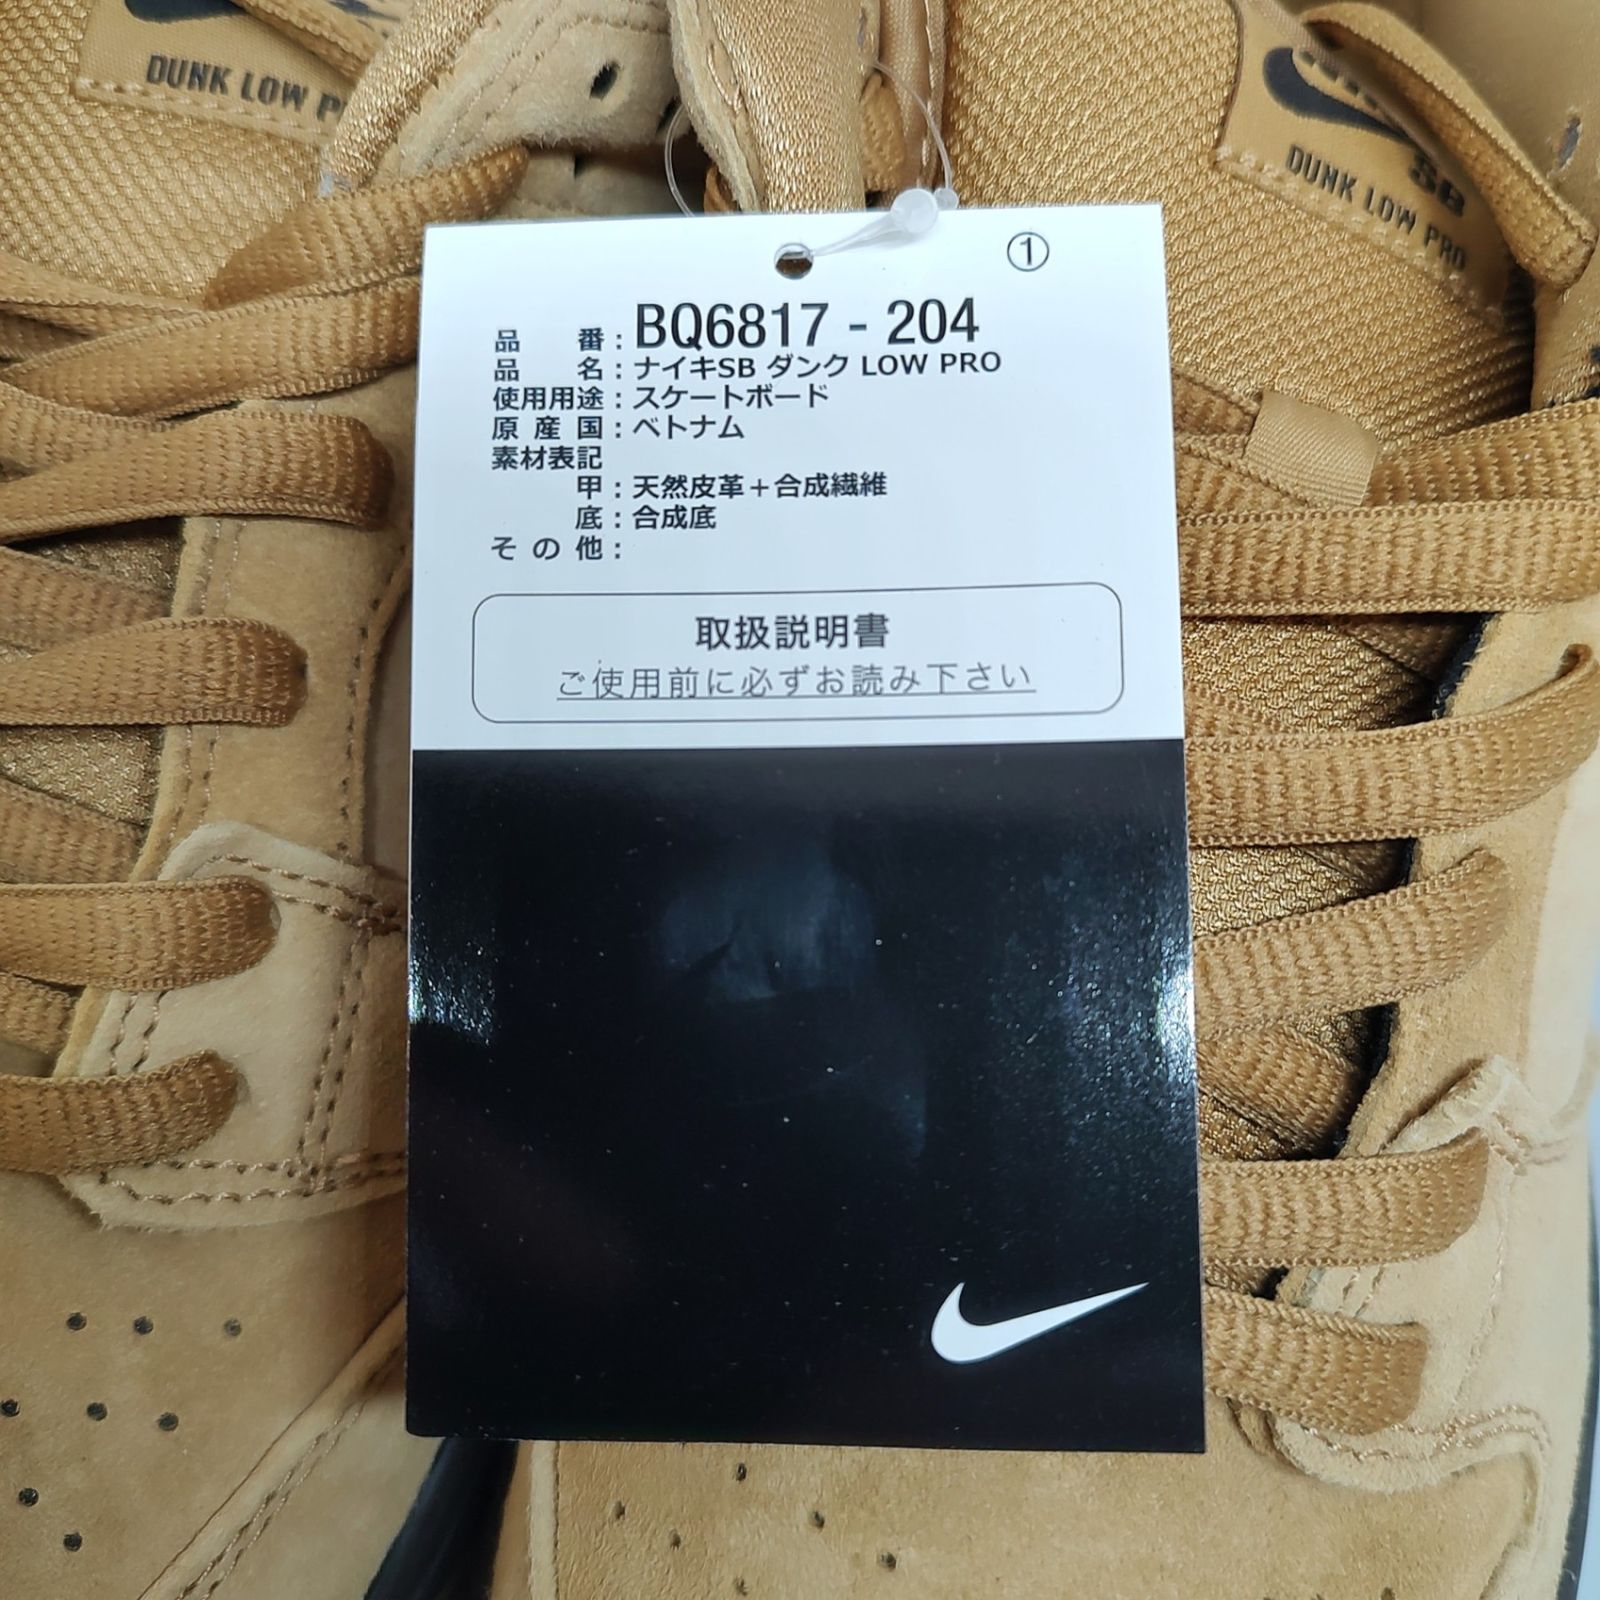 DUNK LOW P
SB
DUNK LOW PRO
①
品番：BQ6817 - 204
品名：ナイキSB ダンク LOW PRO
使用用途：スケートボード
原産国：ベトナム
素材表記
甲：天然皮革＋合成繊維
底：合成底
その他：
取扱説明書
ご使用前に必ずお読み下さい